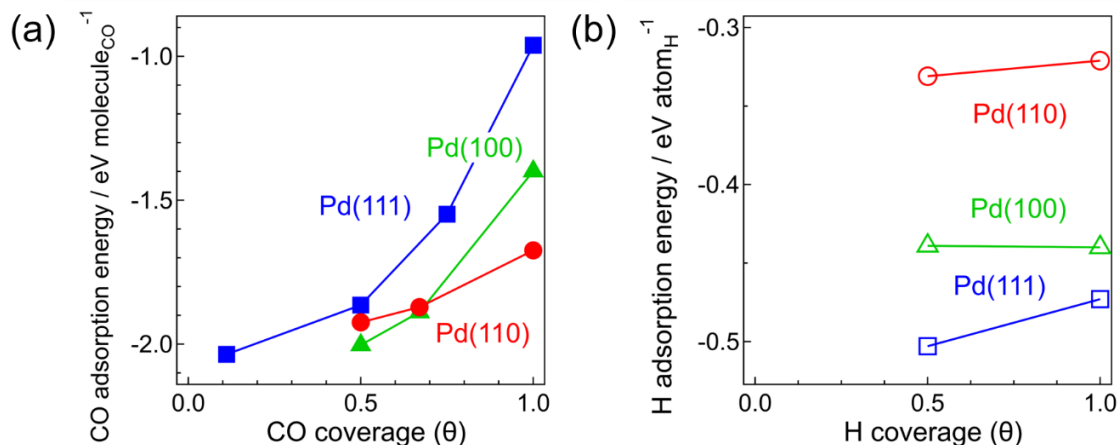 (a)
CO adsorption energy / eV molecule_CO^-1
-1.0
-1.5
-2.0
Pd(100)
Pd(111)
Pd(110)
0.0 0.5 1.0
CO coverage (θ)
(b)
H adsorption energy / eV atom_H^-1
-0.3
-0.4
-0.5
Pd(110)
Pd(100)
Pd(111)
0.0 0.5 1.0
H coverage (θ)